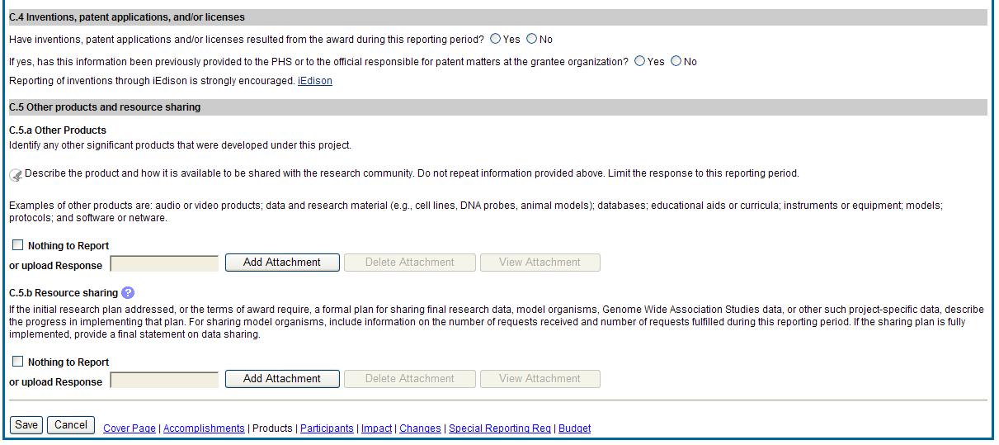 C.4 Inventions, patent applications, and/or licenses
Have inventions, patent applications and/or licenses resulted from the award during this reporting period? Yes No
If yes, has this information been previously provided to the PHS or to the official responsible for patent matters at the grantee organization? Yes No
Reporting of inventions through iEdison is strongly encouraged. iEdison
C.5 Other products and resource sharing
C.5.a Other Products
Identify any other significant products that were developed under this project.
Describe the product and how it is available to be shared with the research community. Do not repeat information provided above. Limit the response to this reporting period.
Examples of other products are: audio or video products; data and research material (e.g., cell lines, DNA probes, animal models); databases; educational aids or curricula; instruments or equipment; models;
protocols; and software or netware.
Nothing to Report
or upload Response Add Attachment Delete Attachment View Attachment
C.5.b Resource sharing ?
If the initial research plan addressed, or the terms of award require, a formal plan for sharing final research data, model organisms, Genome Wide Association Studies data, or other such project-specific data, describe
the progress in implementing that plan. For sharing model organisms, include information on the number of requests received and number of requests fulfilled during this reporting period. If the sharing plan is fully
implemented, provide a final statement on data sharing.
Nothing to Report
or upload Response Add Attachment Delete Attachment View Attachment
Save Cancel Cover Page | Accomplishments | Products | Participants | Impact | Changes | Special Reporting Req | Budget